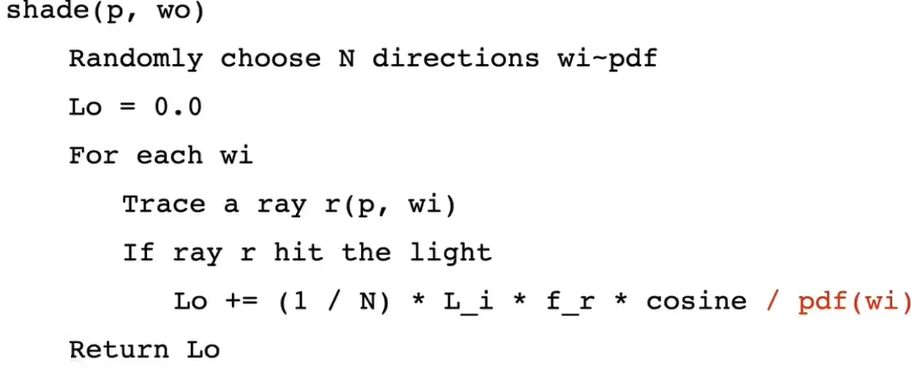 shade(p, wo)
Randomly choose N directions wi~pdf
Lo = 0.0
For each wi
Trace a ray r(p, wi)
If ray r hit the light
Lo += (1 / N) * L_i * f_r * cosine / pdf(wi)
Return Lo